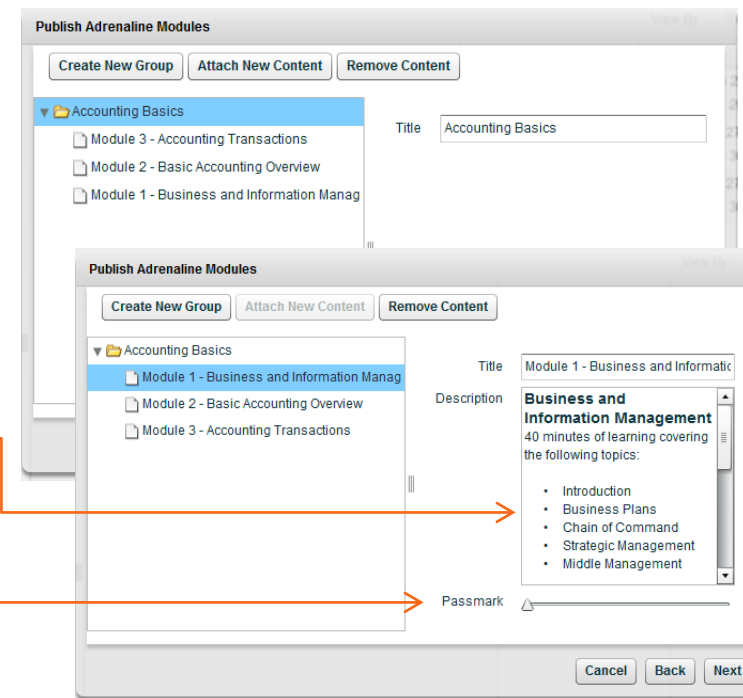 View By:
Publish Adrenaline Modules
Create New Group Attach New Content Remove Content
Accounting Basics
Module 3 - Accounting Transactions
Module 2 - Basic Accounting Overview
Module 1 - Business and Information Manag
Title Accounting Basics
View By:
Publish Adrenaline Modules
Create New Group Attach New Content Remove Content
Accounting Basics
Module 1 - Business and Information Manag
Module 2 - Basic Accounting Overview
Module 3 - Accounting Transactions
Title Module 1 - Business and Informatic
Description Business and
Information Management
40 minutes of learning covering
the following topics:
• Introduction
• Business Plans
• Chain of Command
• Strategic Management
• Middle Management
Passmark
Cancel Back Next